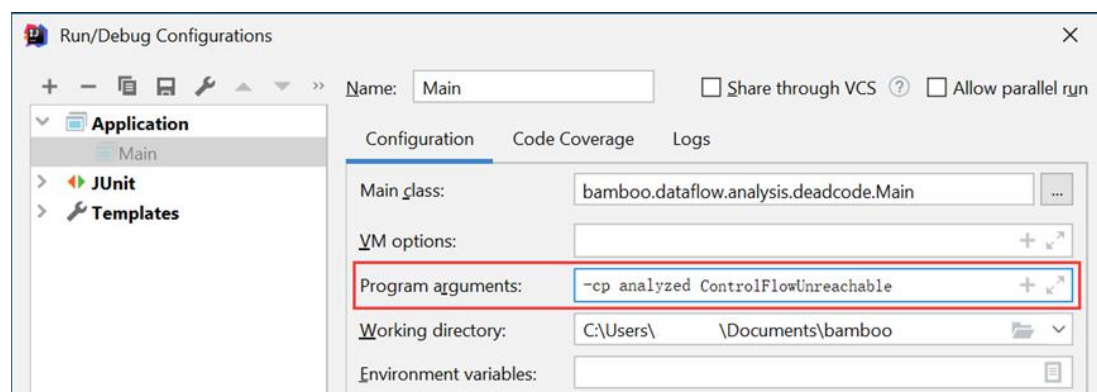 Run/Debug Configurations
Name: Main Share through VCS ? Allow parallel run
Application
Main
JUnit
Templates
Configuration Code Coverage Logs
Main class: bamboo.dataflow.analysis.deadcode.Main ...
VM options:
Program arguments: -cp analyzed ControlFlowUnreachable
Working directory: C:\Users\ \Documents\bamboo
Environment variables: